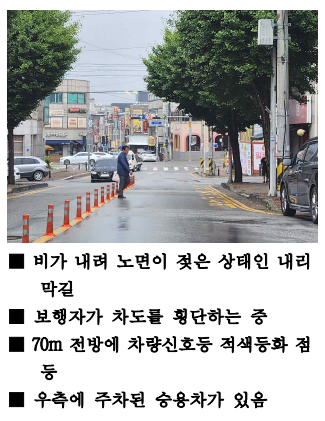 ■ 비가 내려 노면이 젖은 상태인 내리
막길
■ 보행자가 차도를 횡단하는 중
■ 70m 전방에 차량신호등 적색등화 점
등
■ 우측에 주차된 승용차가 있음